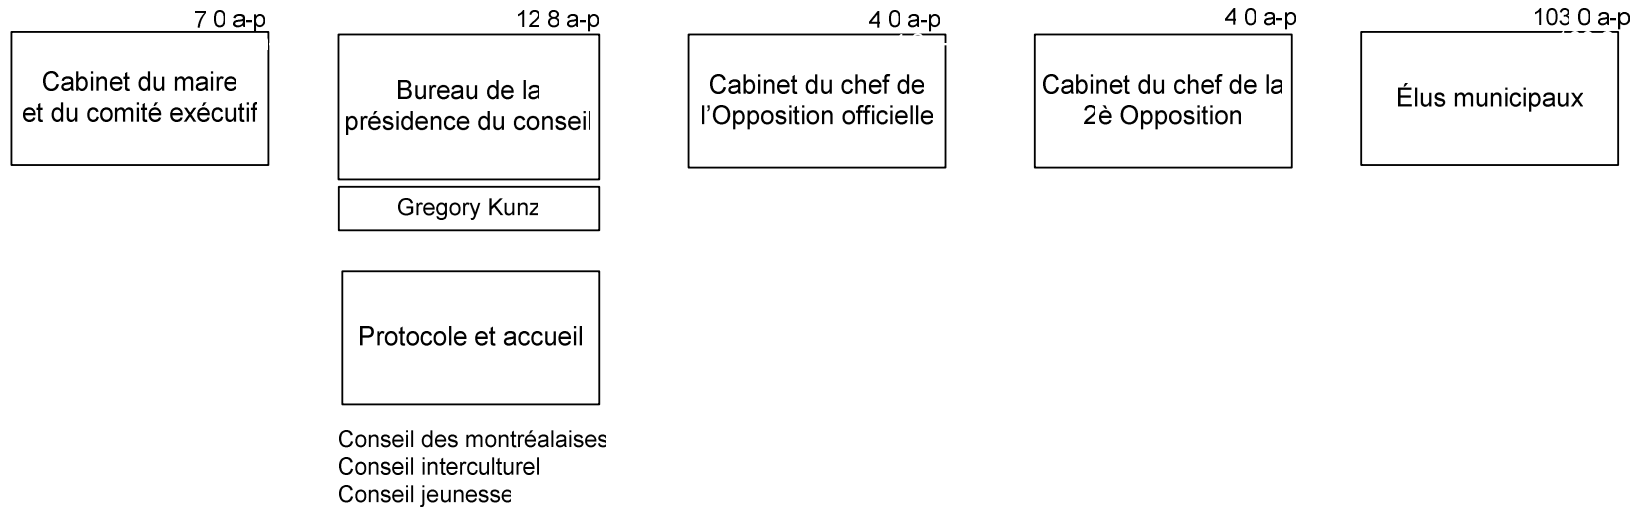 7 0 a-p
Cabinet du maire
et du comité exécutif
12 8 a-p
Bureau de la
présidence du conseil
Gregory Kunz
Protocole et accueil
Conseil des montréalaises
Conseil interculturel
Conseil jeunesse
4 0 a-p
Cabinet du chef de
l’Opposition officielle
4 0 a-p
Cabinet du chef de la
2è Opposition
103 0 a-p
Élus municipaux